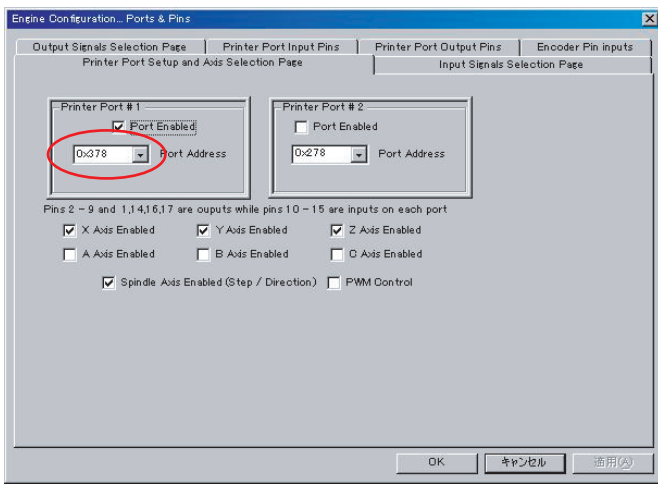 Engine Configuration... Ports & Pins
Output Signals Selection Page Printer Port Input Pins Printer Port Output Pins Encoder Pin inputs
Printer Port Setup and Axis Selection Page Input Signals Selection Page
Printer Port # 1 Printer Port # 2
Port Enabled Port Enabled
0x378 Port Address 0x278 Port Address
Pins 2 - 9 and 1,14,16,17 are ouputs while pins 10 - 15 are inputs on each port
X Axis Enabled Y Axis Enabled Z Axis Enabled
A Axis Enabled B Axis Enabled C Axis Enabled
Spindle Axis Enabled (Step / Direction) PWM Control
OK キャンセル 適用(A)